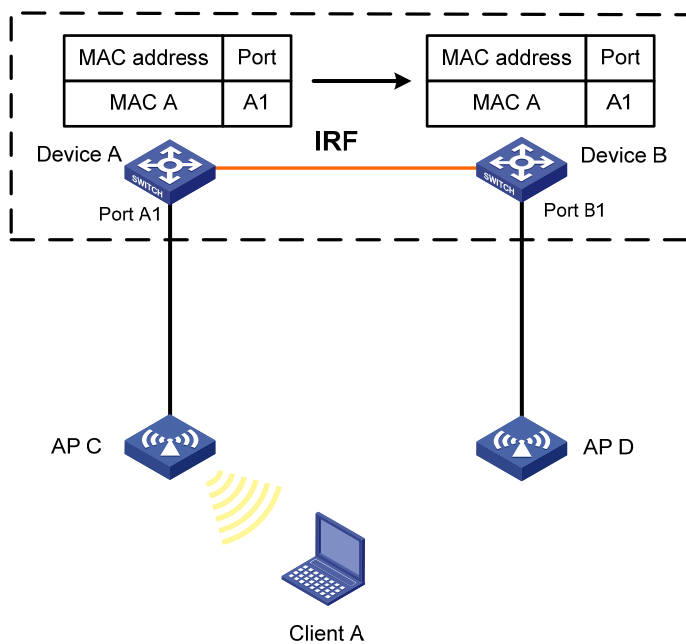 MAC address Port MAC address Port
MAC A A1 MAC A A1
Device A IRF Device B
SWITCH SWITCH
Port A1 Port B1
AP C AP D
Client A